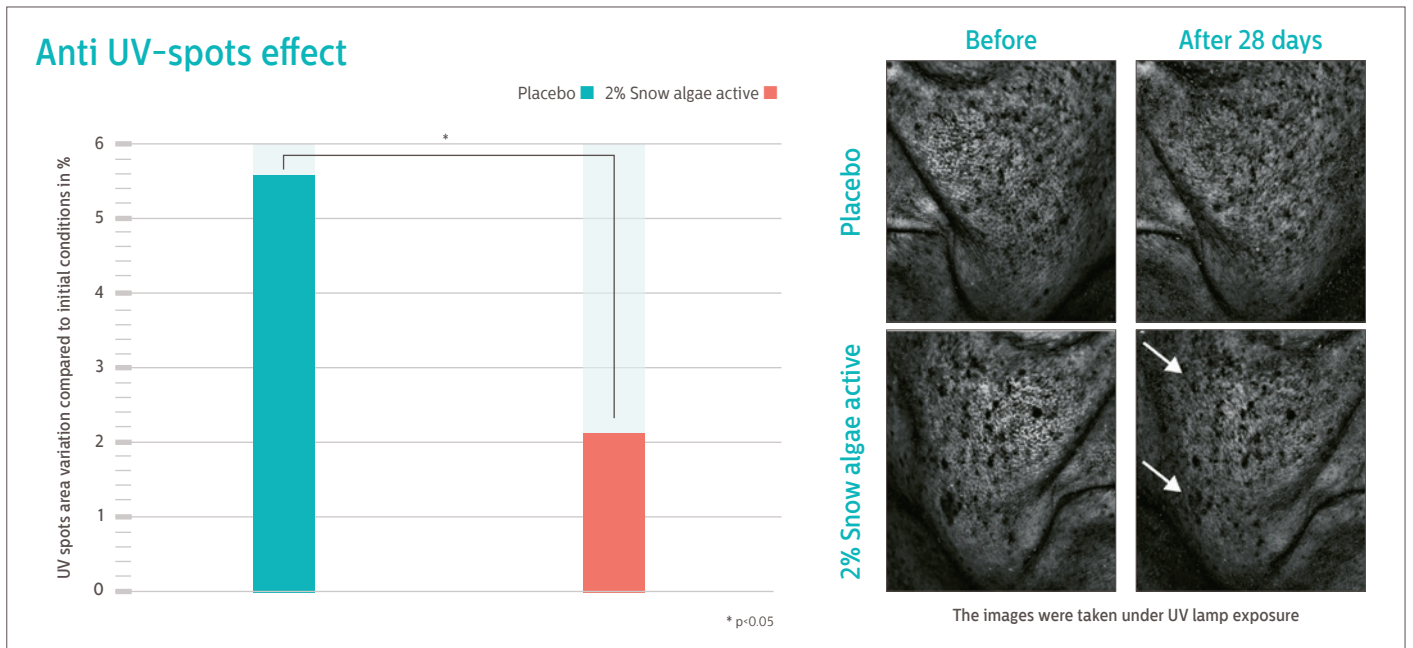 Anti UV-spots effect
Placebo 2% Snow algae active
UV spots area variation compared to initial conditions in %
6
5
4
3
2
1
0
*
* p<0.05
Before
After 28 days
Placebo
2% Snow algae active
The images were taken under UV lamp exposure